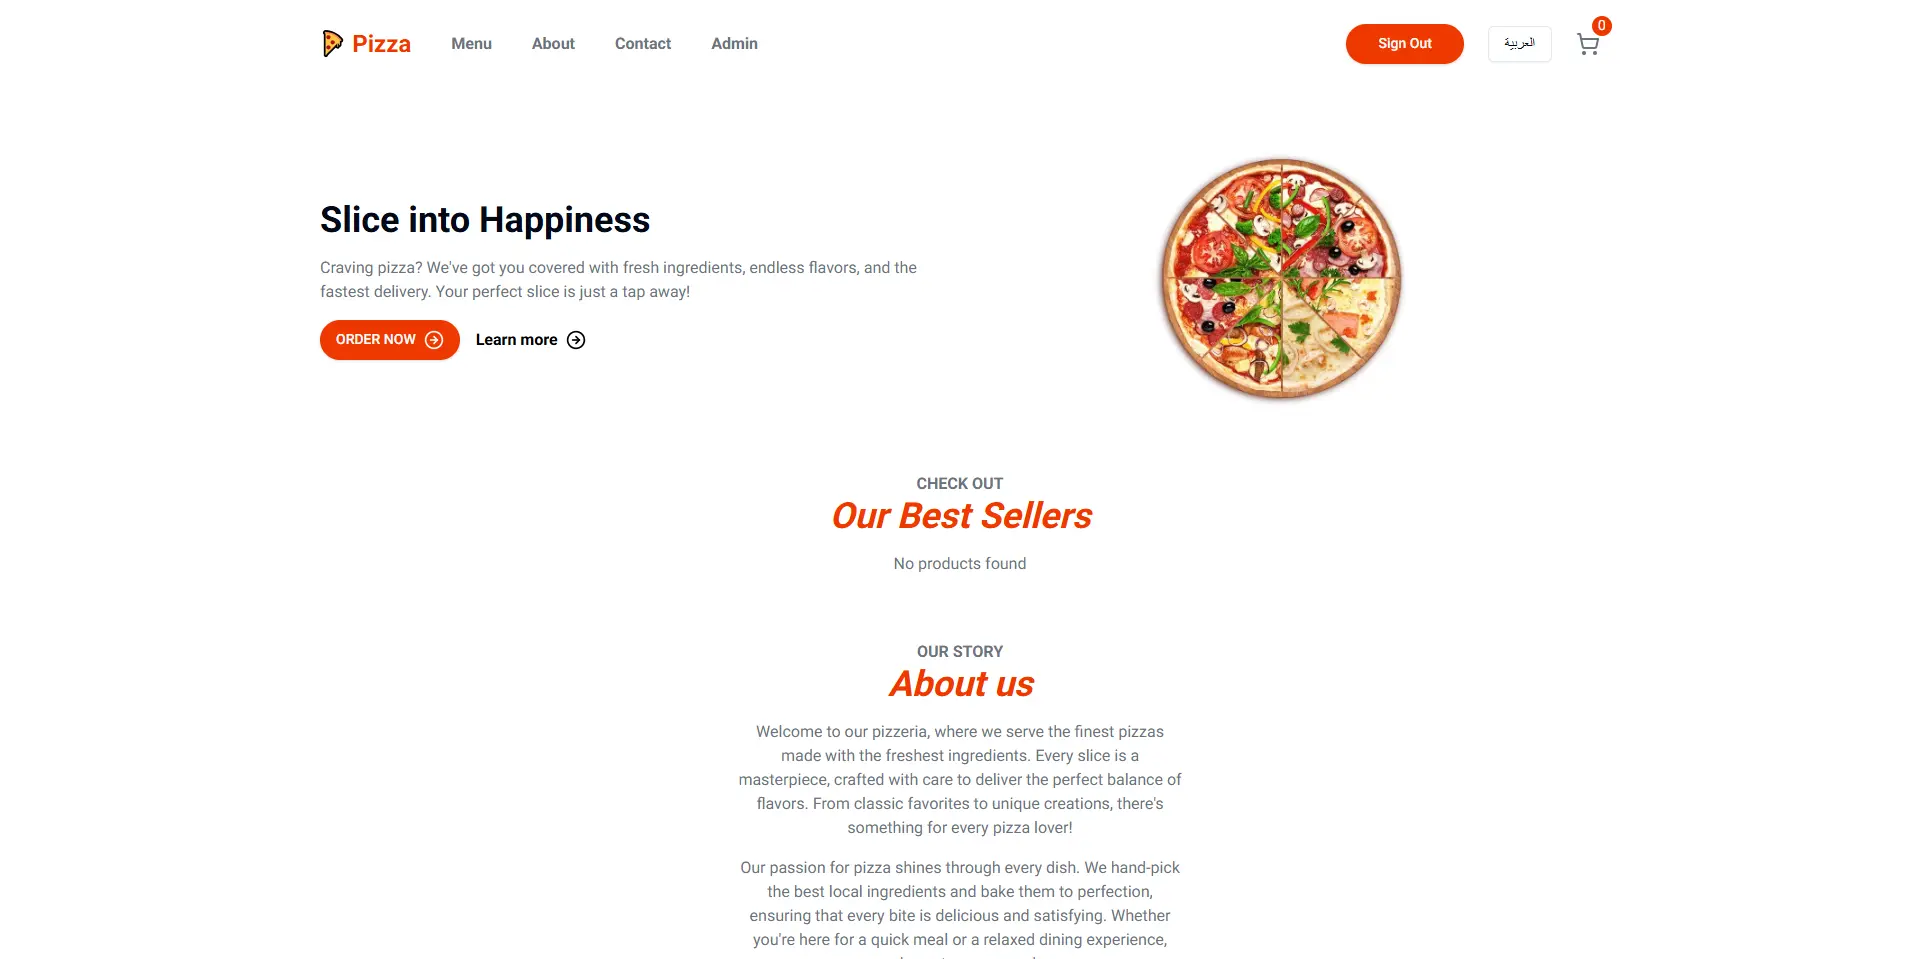 Pizza
Menu
About
Contact
Admin
Sign Out
العربية
0
Slice into Happiness
Craving pizza? We've got you covered with fresh ingredients, endless flavors, and the
fastest delivery. Your perfect slice is just a tap away!
ORDER NOW
Learn more
CHECK OUT
Our Best Sellers
No products found
OUR STORY
About us
Welcome to our pizzeria, where we serve the finest pizzas
made with the freshest ingredients. Every slice is a
masterpiece, crafted with care to deliver the perfect balance of
flavors. From classic favorites to unique creations, there's
something for every pizza lover!
Our passion for pizza shines through every dish. We hand-pick
the best local ingredients and bake them to perfection,
ensuring that every bite is delicious and satisfying. Whether
you're here for a quick meal or a relaxed dining experience,